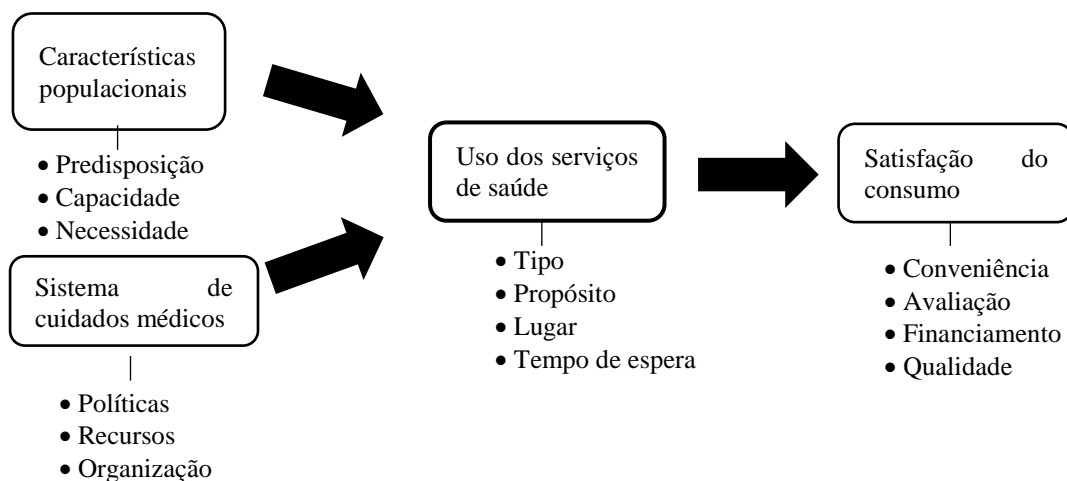 Características
populacionais
• Predisposição
• Capacidade
• Necessidade
Sistema de
cuidados médicos
• Políticas
• Recursos
• Organização
Uso dos serviços
de saúde
• Tipo
• Propósito
• Lugar
• Tempo de espera
Satisfação do
consumo
• Conveniência
• Avaliação
• Financiamento
• Qualidade